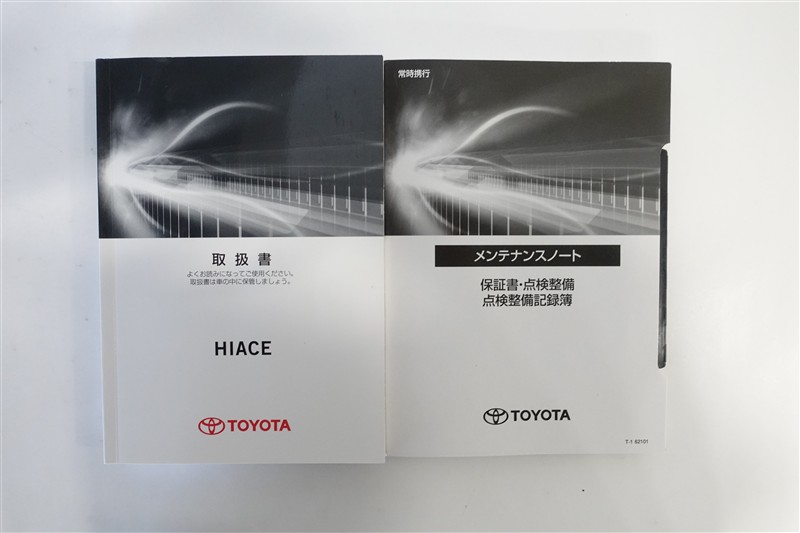 取扱書
よくお読みになってご使用ください。
取扱書は車の中に保管しましょう。
HIACE
TOYOTA
常時携行
メンテナンスノート
保証書・点検整備
点検整備記録簿
TOYOTA
T-1 62101